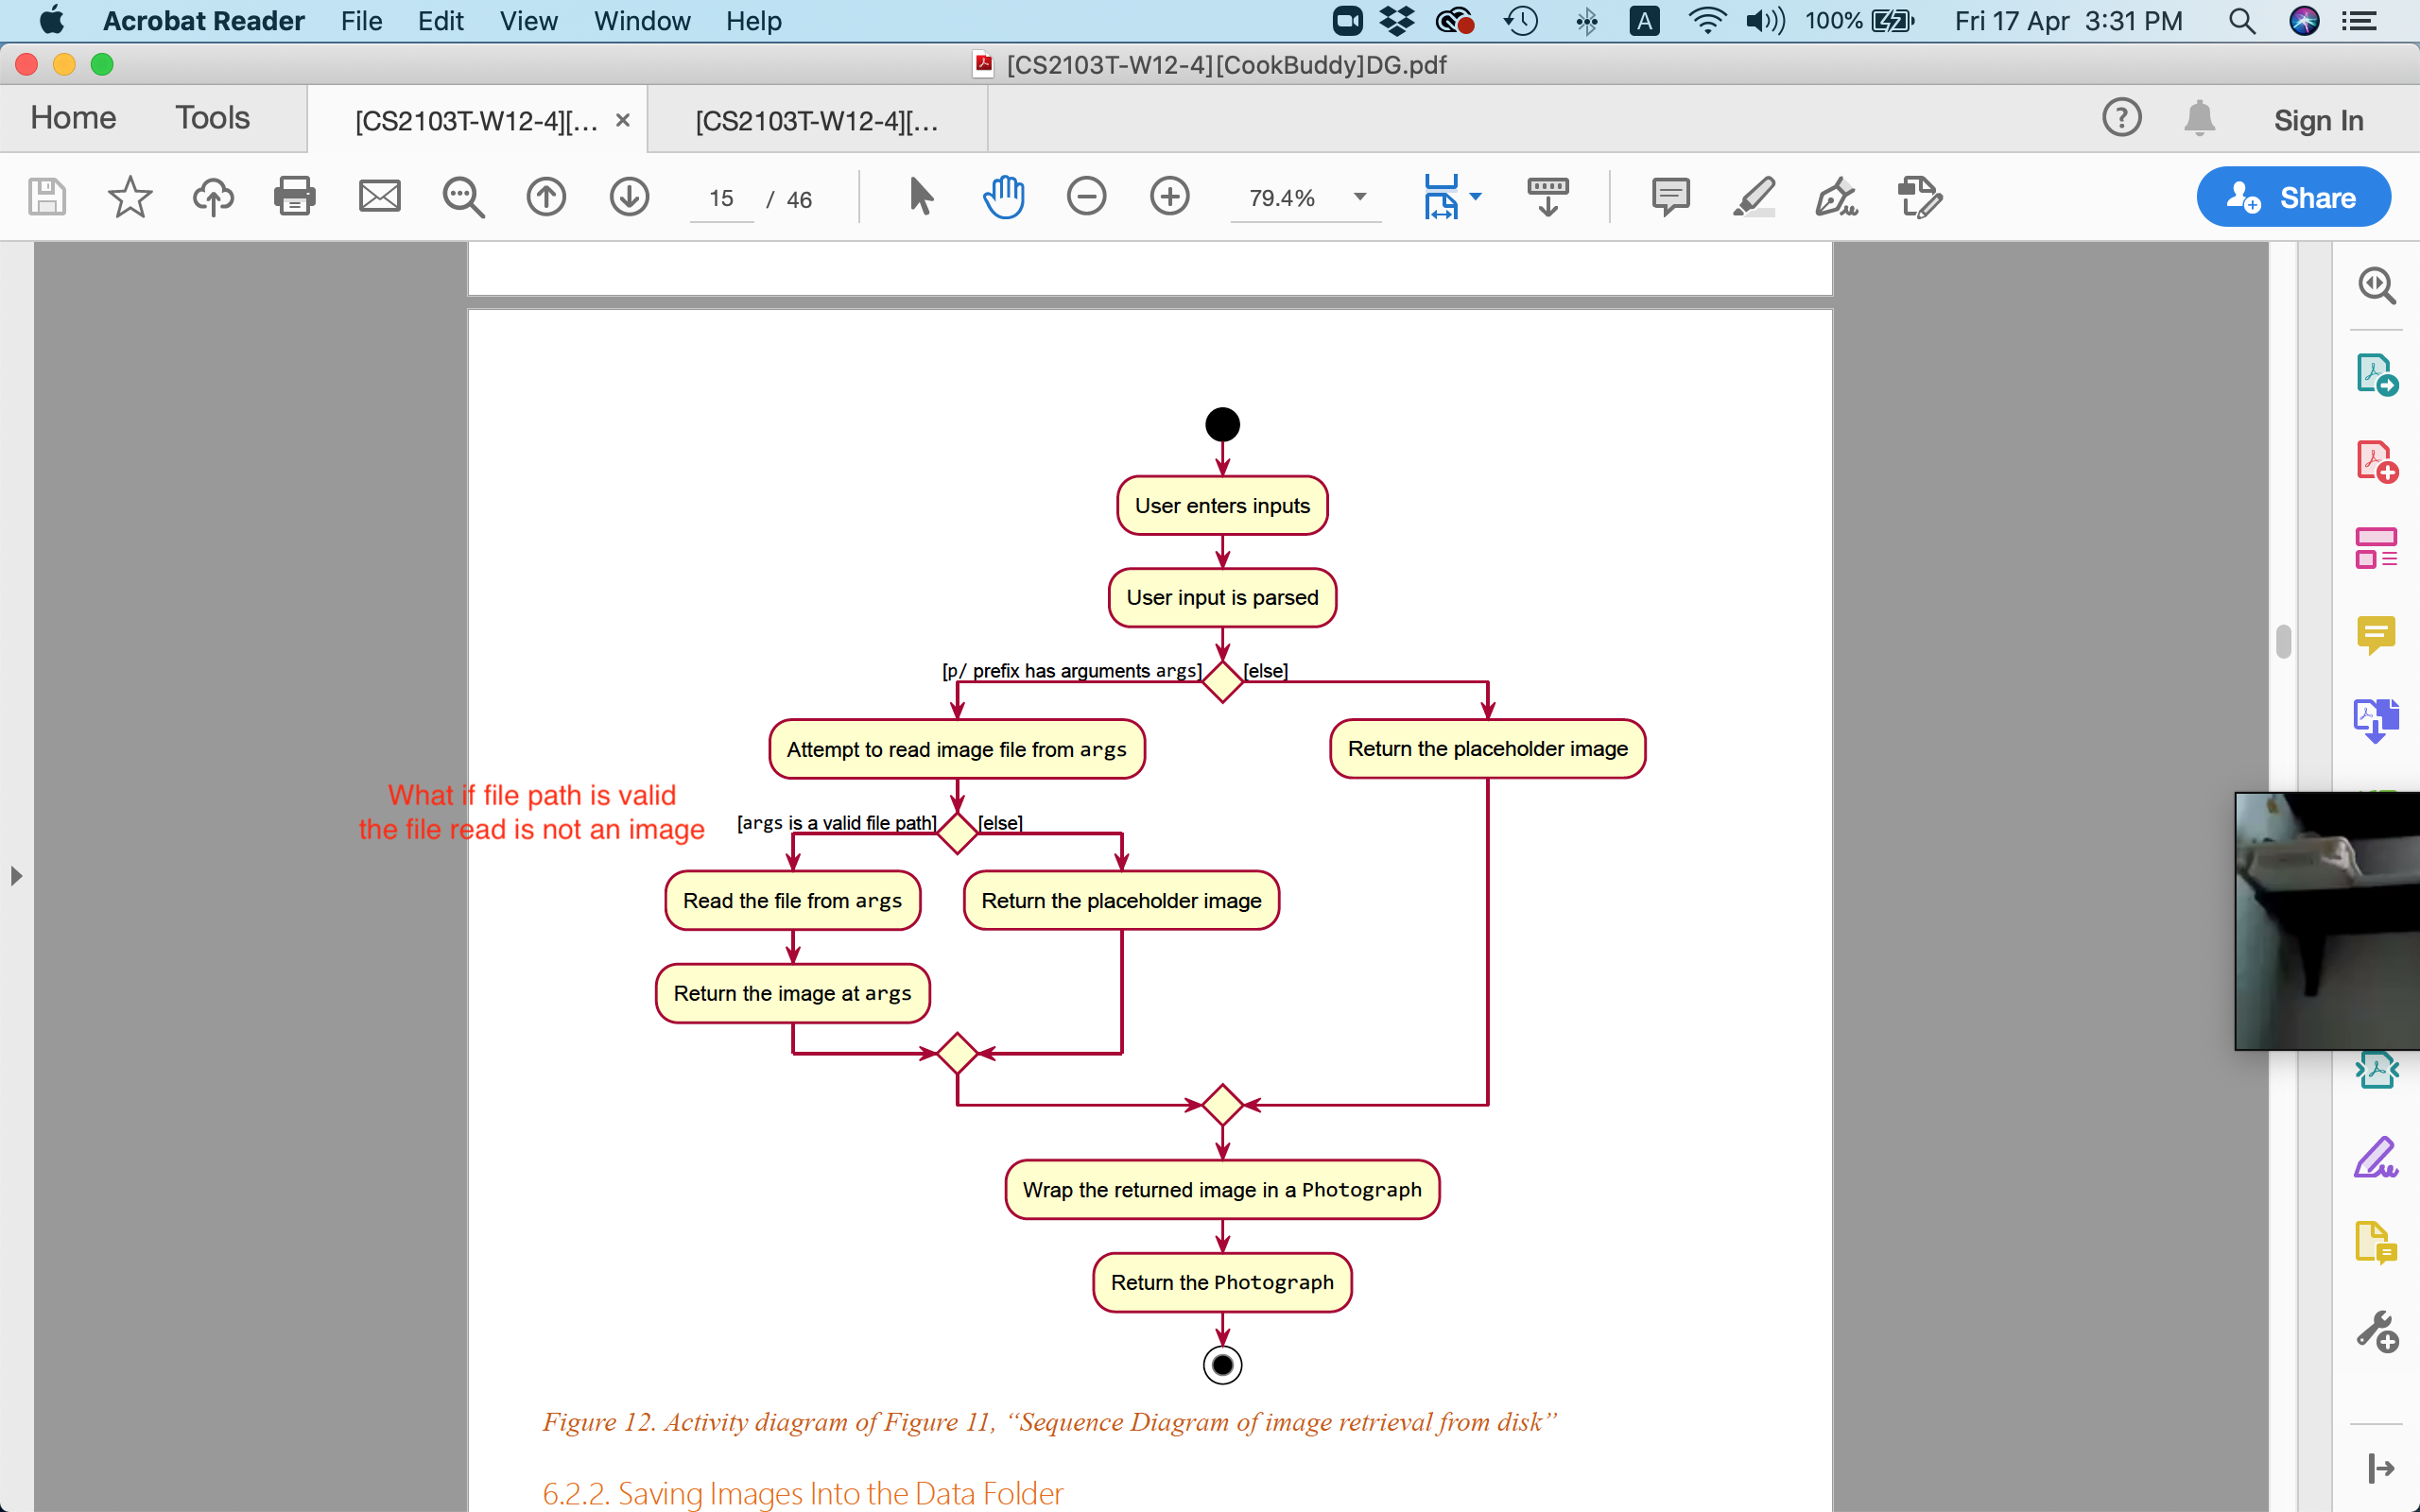 Acrobat Reader File Edit View Window Help A 100% Fri 17 Apr 3:31 PM
[CS2103T-W12-4][CookBuddy]DG.pdf
Home Tools [CS2103T-W12-4][... × [CS2103T-W12-4][... ? Sign In
15 / 46 79.4% Share
User enters inputs
User input is parsed
[p/ prefix has arguments args] [else]
Attempt to read image file from args Return the placeholder image
What if file path is valid
the file read is not an image
[args is a valid file path] [else]
Read the file from args Return the placeholder image
Return the image at args
Wrap the returned image in a Photograph
Return the Photograph
Figure 12. Activity diagram of Figure 11, “Sequence Diagram of image retrieval from disk”
6.2.2. Saving Images Into the Data Folder